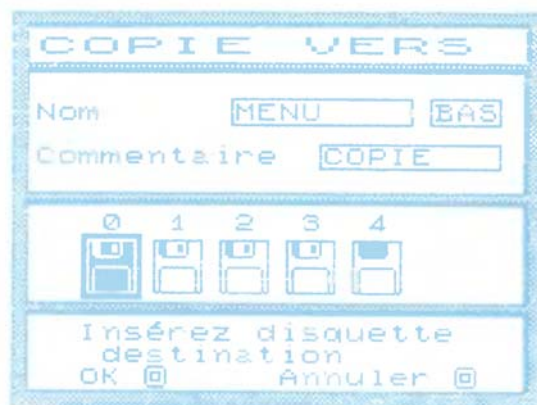 COPIE VERS
Nom MENU BAS
Commentaire COPIE
0 1 2 3 4
Insérez disquette
destination
OK Annuler